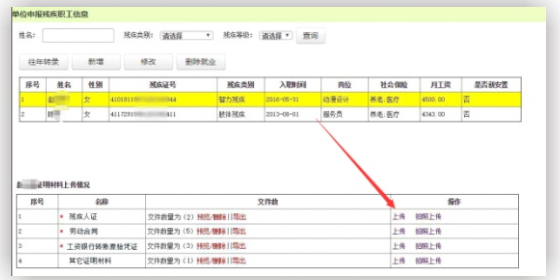 单位申报残疾职工信息
姓名: 残疾类别: 请选择 残疾等级: 请选择 查询
往年转录 新增 修改 删除就业
序号 姓名 性别 残疾证号 残疾类别 入职时间 岗位 社会保险 月工资 是否新安置
1 女 41010119 044 智力残疾 2016-05-31 动漫设计 养老,医疗 4500.00 否
2 女 41172919 411 肢体残疾 2013-08-01 服务员 养老,医疗 4343.00 否
证明材料上传情况
序号 名称 文件数 操作
1 * 残疾人证 文件数量为 (2) 预览/删除||导出 上传 拍照上传
2 * 劳动合同 文件数量为 (5) 预览/删除||导出 上传 拍照上传
3 * 工资银行转账原始凭证 文件数量为 (3) 预览/删除||导出 上传 拍照上传
4 其它证明材料 文件数量为 (1) 预览/删除||导出 上传 拍照上传